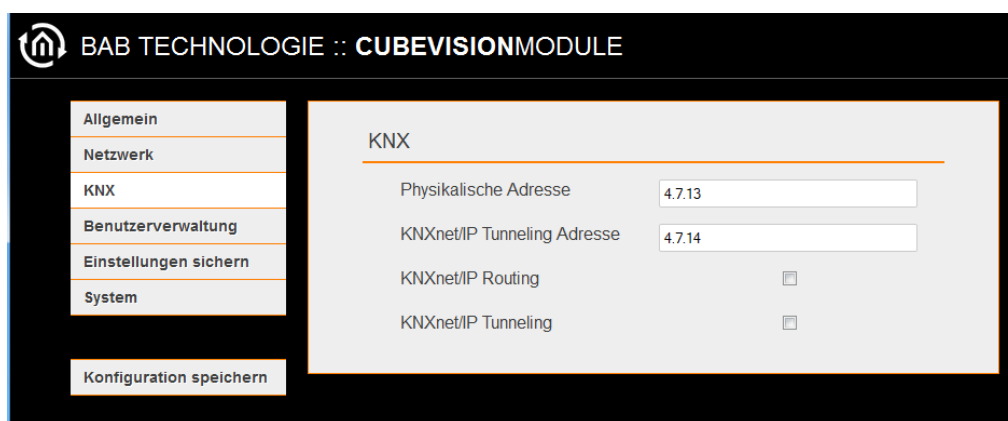 BAB TECHNOLOGIE :: CUBEVISIONMODULE
Allgemein
Netzwerk
KNX
Benutzerverwaltung
Einstellungen sichern
System
Konfiguration speichern
KNX
Physikalische Adresse 4.7.13
KNXnet/IP Tunneling Adresse 4.7.14
KNXnet/IP Routing
KNXnet/IP Tunneling